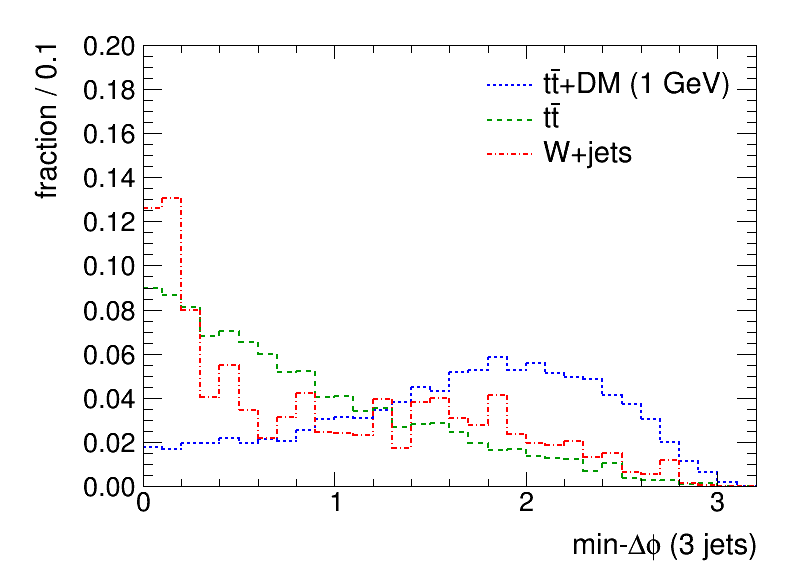 fraction / 0.1
0.20
0.18
0.16
0.14
0.12
0.10
0.08
0.06
0.04
0.02
0.00
tt̄+DM (1 GeV)
tt̄
W+jets
0 1 2 3
min-Δϕ (3 jets)